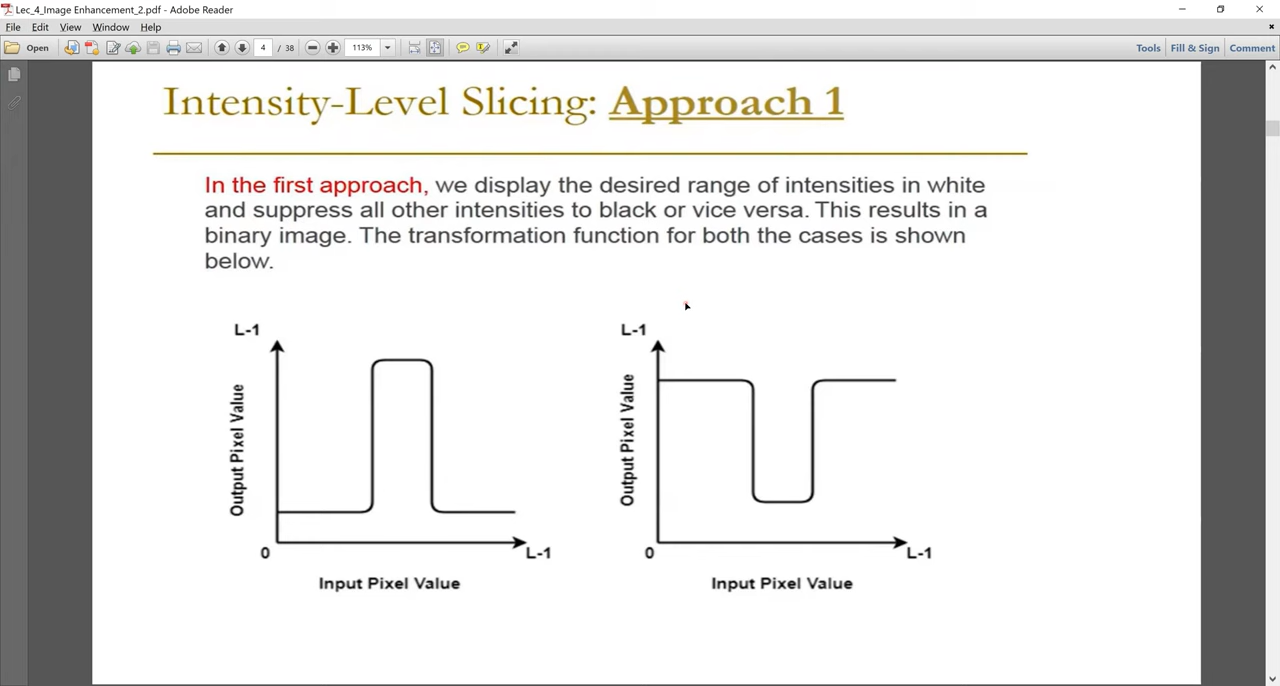 Lec_4_Image Enhancement_2.pdf - Adobe Reader
File Edit View Window Help
Open 4 / 38 113% Tools Fill & Sign Comment
Intensity-Level Slicing: Approach 1
In the first approach, we display the desired range of intensities in white
and suppress all other intensities to black or vice versa. This results in a
binary image. The transformation function for both the cases is shown
below.
L-1
Output Pixel Value
0
L-1
Input Pixel Value
L-1
Output Pixel Value
0
L-1
Input Pixel Value